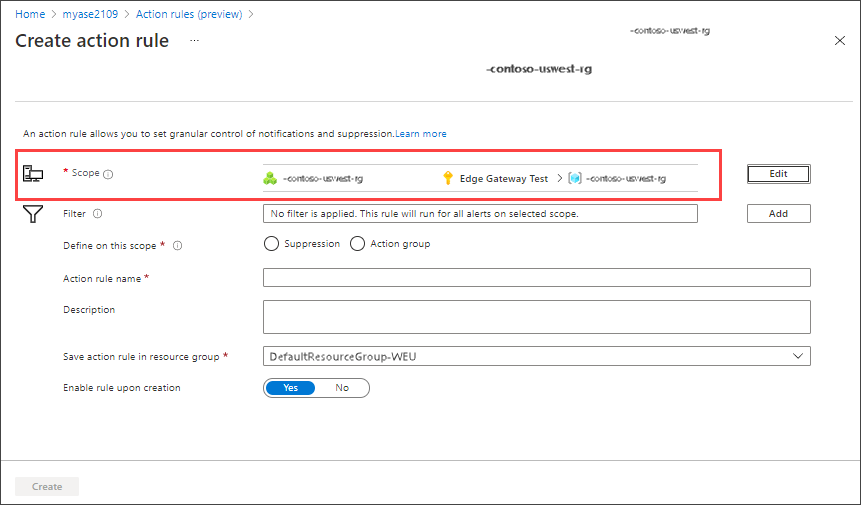 Home > myase2109 > Action rules (preview) >
Create action rule ...
-contoso-uswest-rg
-contoso-uswest-rg
An action rule allows you to set granular control of notifications and suppression.Learn more
* Scope
-contoso-uswest-rg
Edge Gateway Test > -contoso-uswest-rg
Edit
Filter
No filter is applied. This rule will run for all alerts on selected scope.
Add
Define on this scope *
Suppression
Action group
Action rule name *
Description
Save action rule in resource group *
DefaultResourceGroup-WEU
Enable rule upon creation
Yes
No
Create